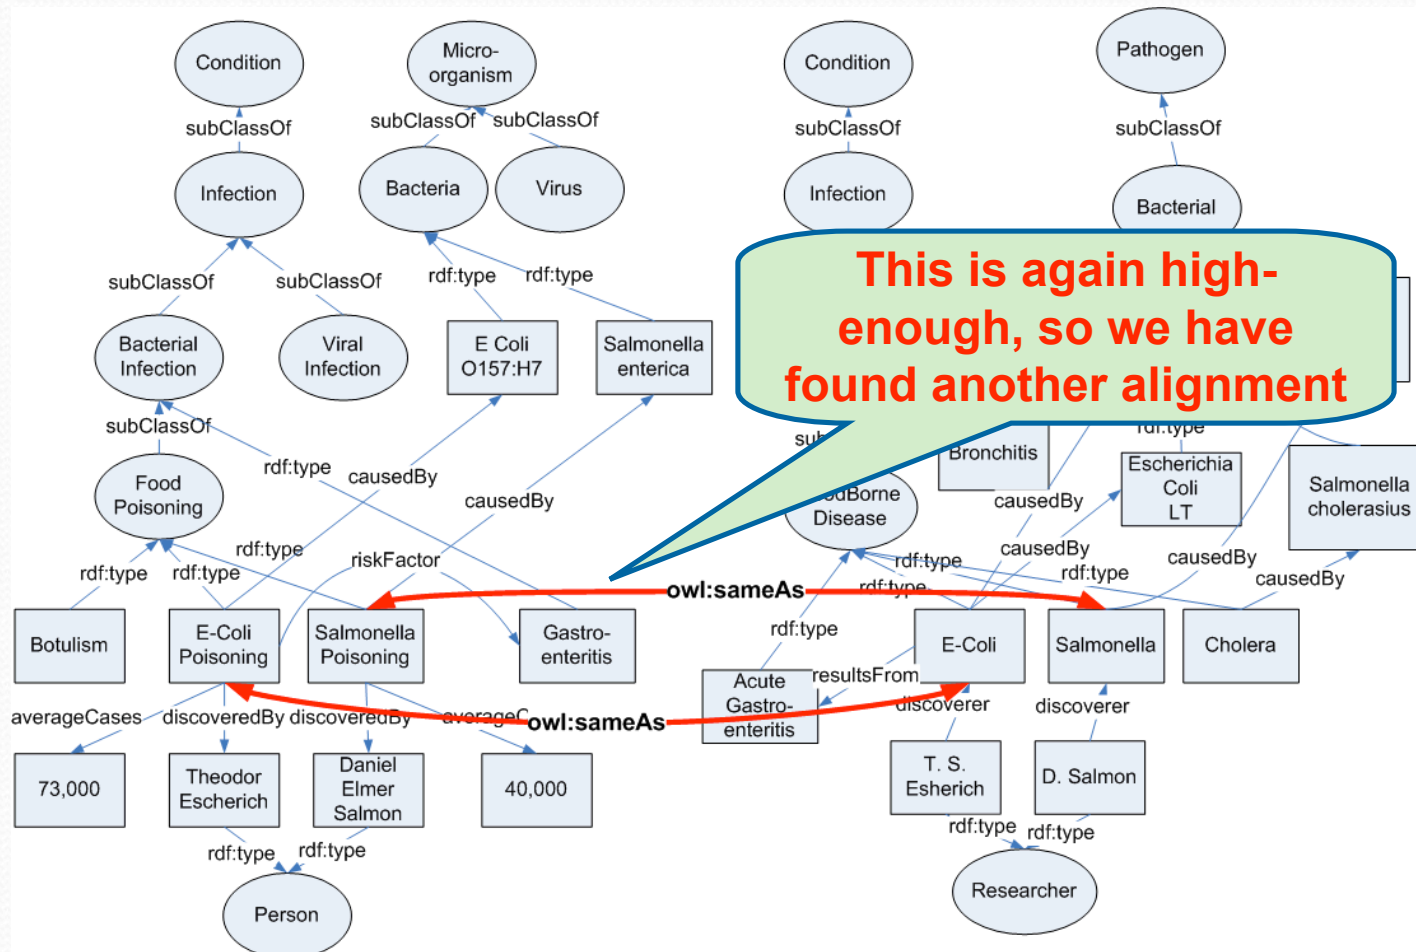 Condition
Micro-
organism
Condition
Pathogen
subClassOf
subClassOf
subClassOf
subClassOf
subClassOf
Infection
Bacteria
Virus
Infection
Bacterial
This is again high-
enough, so we have
found another alignment
subClassOf
subClassOf
rdf:type
rdf:type
Bacterial
Infection
Viral
Infection
E Coli
O157:H7
Salmonella
enterica
subClassOf
rdf:type
causedBy
causedBy
Food
Poisoning
Bronchitis
rdf:type
Escherichia
Coli
LT
Salmonella
cholerasius
Disease
causedBy
causedBy
causedBy
causedBy
rdf:type
rdf:type
rdf:type
riskFactor
rdf:type
rdf:type
rdf:type
owl:sameAs
Botulism
E-Coli
Poisoning
Salmonella
Poisoning
Gastro-
enteritis
rdf:type
E-Coli
Salmonella
Cholera
resultsFrom
Acute
Gastro-
enteritis
averageCases
discoveredBy
discoveredBy
owl:sameAs
discoverer
discoverer
73,000
Theodor
Escherich
Daniel
Elmer
Salmon
40,000
T. S.
Esherich
D. Salmon
rdf:type
rdf:type
rdf:type
rdf:type
Person
Researcher